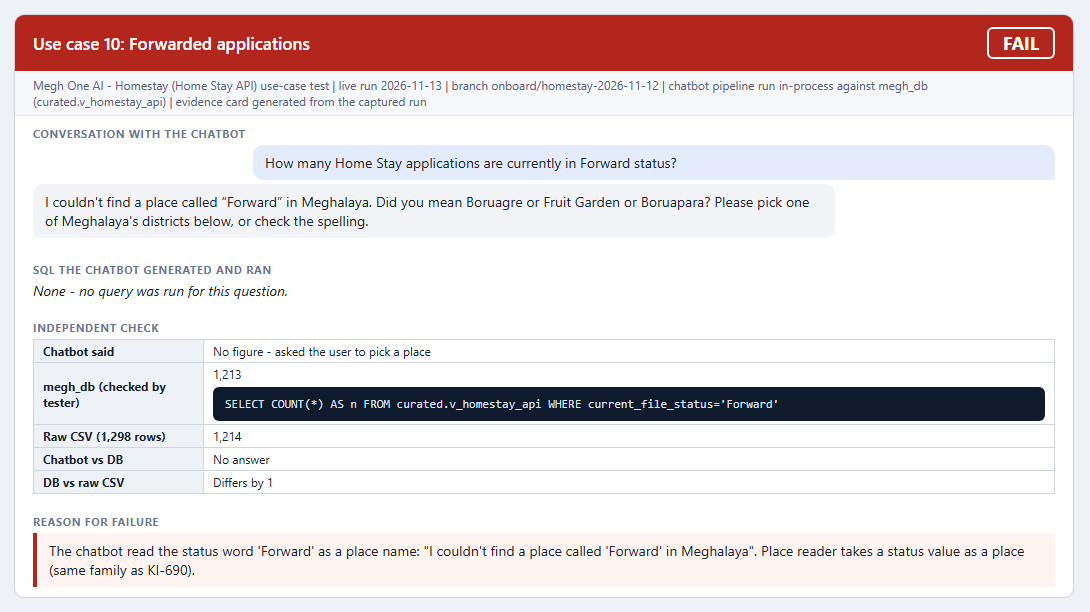 Use case 10: Forwarded applications
FAIL
Megh One AI - Homestay (Home Stay API) use-case test | live run 2026-11-13 | branch onboard/homestay-2026-11-12 | chatbot pipeline run in-process against megh_db
(curated.v_homestay_api) | evidence card generated from the captured run
CONVERSATION WITH THE CHATBOT
How many Home Stay applications are currently in Forward status?
I couldn't find a place called “Forward” in Meghalaya. Did you mean Boruagre or Fruit Garden or Boruapara? Please pick one
of Meghalaya's districts below, or check the spelling.
SQL THE CHATBOT GENERATED AND RAN
None - no query was run for this question.
INDEPENDENT CHECK
Chatbot said
No figure - asked the user to pick a place
megh_db (checked by
tester)
1,213
SELECT COUNT(*) AS n FROM curated.v_homestay_api WHERE current_file_status='Forward'
Raw CSV (1,298 rows)
1,214
Chatbot vs DB
No answer
DB vs raw CSV
Differs by 1
REASON FOR FAILURE
The chatbot read the status word 'Forward' as a place name: "I couldn't find a place called 'Forward' in Meghalaya". Place reader takes a status value as a place
(same family as KI-690).